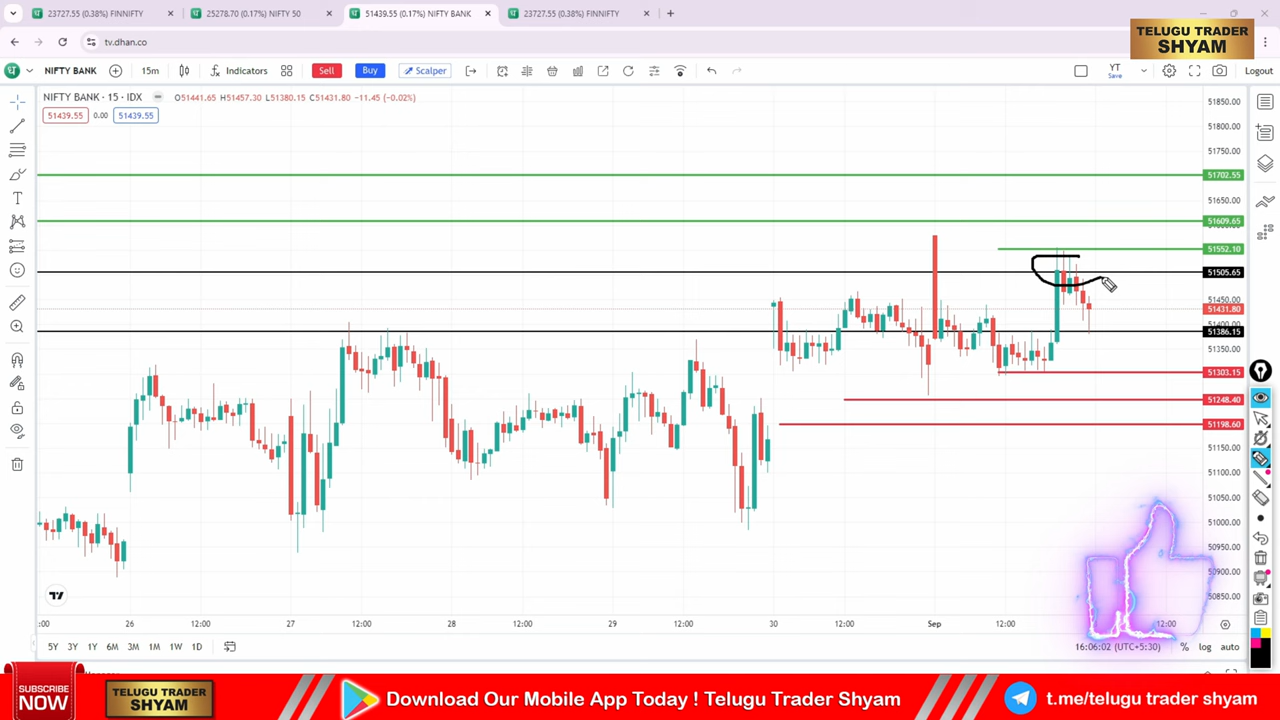 23727.55 (0.38%) FINNIFTY
25278.70 (0.17%) NIFTY 50
51439.55 (0.17%) NIFTY BANK
23727.55 (0.38%) FINNIFTY
tv.dhan.co
TELUGU TRADER
SHYAM
NIFTY BANK
15m
Indicators
Sell
Buy
Scalper
YT
Save
Logout
NIFTY BANK · 15 · IDX
O51441.65 H51457.30 L51380.15 C51431.80 -11.45 (-0.02%)
51439.55
0.00
51439.55
51850.00
51800.00
51750.00
51702.55
51650.00
51609.65
51552.10
51505.65
51450.00
51431.80
51400.00
51386.15
51350.00
51303.15
51248.40
51198.60
51150.00
51100.00
51050.00
51000.00
50950.00
50900.00
50850.00
:00
26
12:00
27
12:00
28
12:00
29
12:00
30
12:00
Sep
12:00
12:00
5Y 3Y 1Y 6M 3M 1M 1W 1D
16:06:02 (UTC+5:30)
% log auto
SUBSCRIBE
NOW
TELUGU TRADER
SHYAM
Download Our Mobile App Today ! Telugu Trader Shyam
t.me/telugu trader shyam